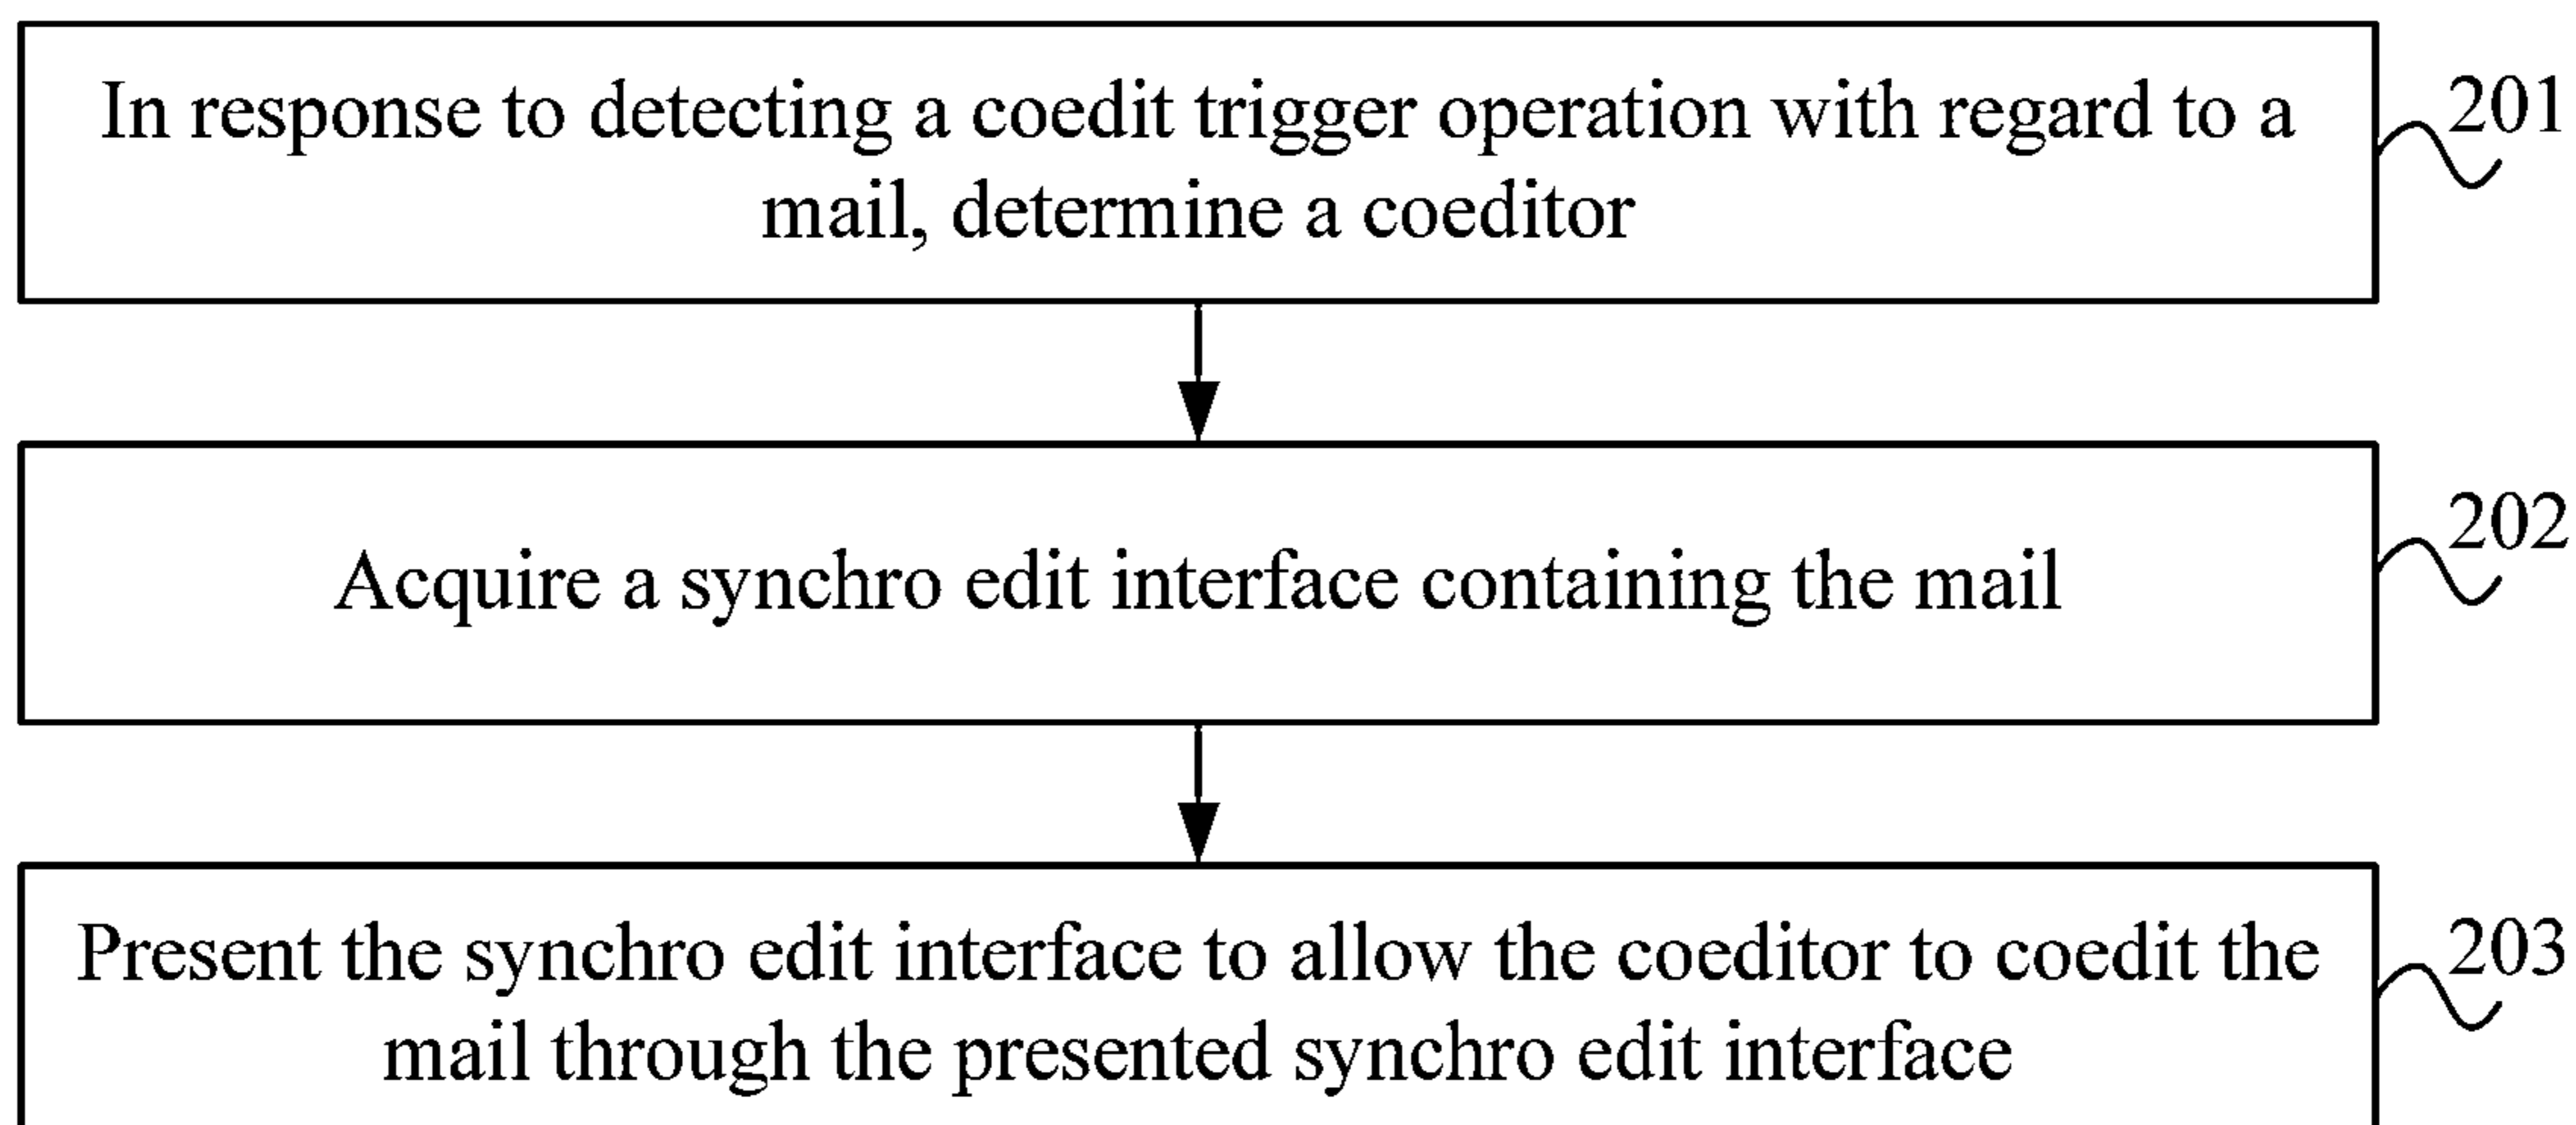 In response to detecting a coedit trigger operation with regard to a
mail, determine a coeditor
201
Acquire a synchro edit interface containing the mail
202
Present the synchro edit interface to allow the coeditor to coedit the
mail through the presented synchro edit interface
203